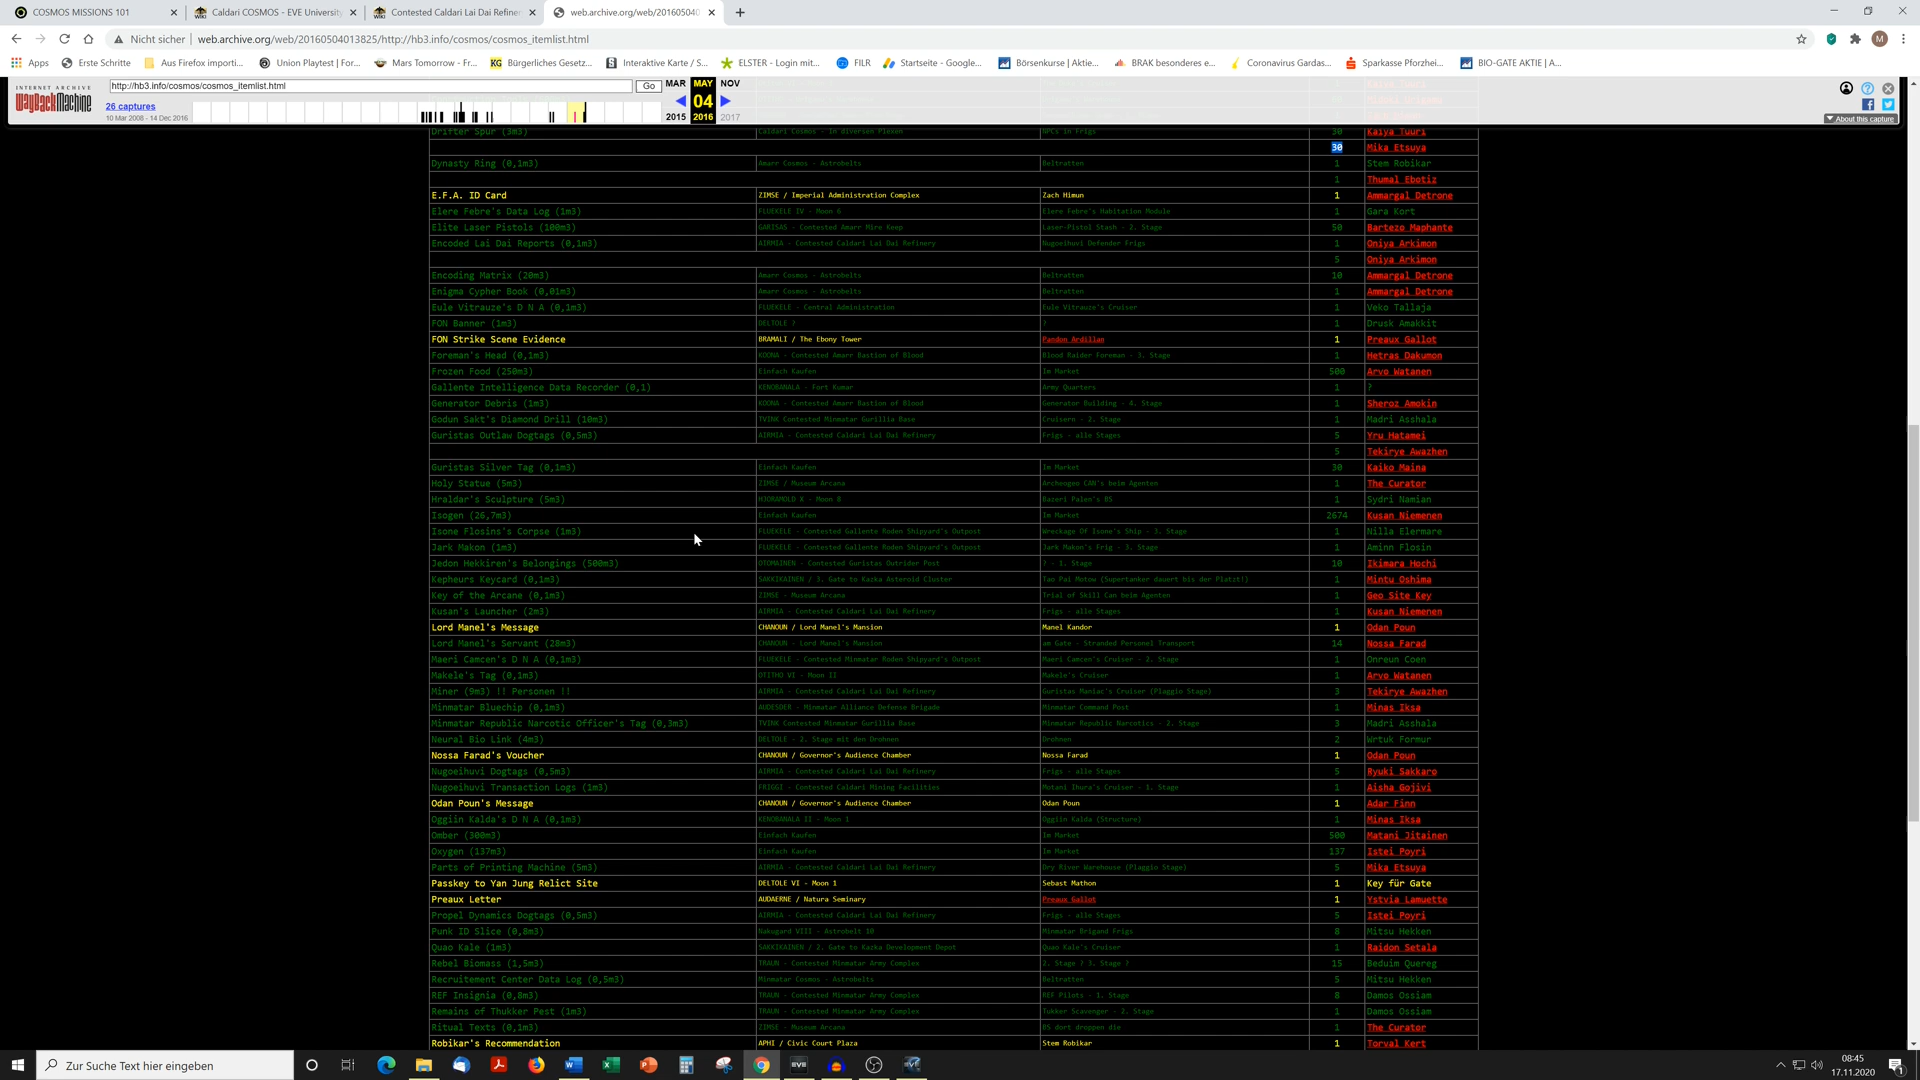 COSMOS MISSIONS 101
Caldari COSMOS - EVE University
Contested Caldari Lai Dai Refiner
web.archive.org/web/20160504
Nicht sicher
web.archive.org/web/20160504013825/http://hb3.info/cosmos/cosmos_itemlist.html
Apps Erste Schritte Aus Firefox importi... Union Playtest | For... Mars Tomorrow - Fr... Bürgerliches Gesetz... Interaktive Karte / S... ELSTER - Login mit... FILR Startseite - Google... Börsenkurse | Aktie... BRAK besonderes e... Coronavirus Gardas... Sparkasse Pforzhei... BIO-GATE AKTIE | A...
INTERNET ARCHIVE
WayBackMachine
http://hb3.info/cosmos/cosmos_itemlist.html Go MAR MAY NOV
26 captures 04
10 Mar 2008 - 14 Dec 2016 2015 2016 2017
About this capture
Drifter Spur (3m3) Caldari Cosmos - In diversen Plexen NPCs in Frigs 30 Kaiya Tuuri
30 Mika Etsuya
Dynasty Ring (0,1m3) Amarr Cosmos - Astrobelts Beltratten 1 Stem Robikar
1 Thumal Ebotiz
E.F.A. ID Card ZIMSE / Imperial Administration Complex Zach Himun 1 Ammargal Detrone
Elere Febre's Data Log (1m3) FLUEKELE IV - Moon 6 Elere Febre's Habitation Module 1 Gara Kort
Elite Laser Pistols (100m3) GARISAS - Contested Amarr Mire Keep Laser-Pistol Stash - 2. Stage 50 Bartezo Maphante
Encoded Lai Dai Reports (0,1m3) AIRMIA - Contested Caldari Lai Dai Refinery Nugoeihuvi Defender Frigs 1 Oniya Arkimon
5 Oniya Arkimon
Encoding Matrix (20m3) Amarr Cosmos - Astrobelts Beltratten 10 Ammargal Detrone
Enigma Cypher Book (0,01m3) Amarr Cosmos - Astrobelts Beltratten 1 Ammargal Detrone
Eule Vitrauze's D N A (0,1m3) FLUEKELE - Central Administration Eule Vitrauze's Cruiser 1 Veko Tallaja
FON Banner (1m3) DELTOLE ? ? 1 Drusk Amakkit
FON Strike Scene Evidence BRAMALI / The Ebony Tower Pandon Ardillan 1 Preaux Gallot
Foreman's Head (0,1m3) KOONA - Contested Amarr Bastion of Blood Blood Raider Foreman - 3. Stage 1 Hetras Dakumon
Frozen Food (250m3) Einfach Kaufen Im Market 500 Arvo Watanen
Gallente Intelligence Data Recorder (0,1) KENOBANALA - Fort Kumar Army Quarters 1 ?
Generator Debris (1m3) KOONA - Contested Amarr Bastion of Blood Generator Building - 4. Stage 1 Sheroz Amokin
Godun Sakt's Diamond Drill (10m3) TVINK Contested Minmatar Gurillia Base Cruisern - 2. Stage 1 Madri Asshala
Guristas Outlaw Dogtags (0,5m3) AIRMIA - Contested Caldari Lai Dai Refinery Frigs - alle Stages 5 Yru Hatamei
5 Tekirye Awazhen
Guristas Silver Tag (0,1m3) Einfach Kaufen Im Market 30 Kaiko Maina
Holy Statue (5m3) ZIMSE / Museum Arcana Archeogeo CAN's beim Agenten 1 The Curator
Hraldar's Sculpture (5m3) HJORAMOLD X - Moon 8 Baseri Palen's BS 1 Sydri Namian
Isogen (26,7m3) Einfach Kaufen Im Market 2674 Kusan Niemenen
Isone Flosins's Corpse (1m3) FLUEKELE - Contested Gallente Roden Shipyard's Outpost Wreckage Of Isone's Ship - 3. Stage 1 Nilla Elermare
Jark Makon (1m3) FLUEKELE - Contested Gallente Roden Shipyard's Outpost Jark Makon's Frig - 3. Stage 1 Aminn Flosin
Jedon Hekkiren's Belongings (500m3) OTOMAINEN - Contested Guristas Outrider Post ? - 1. Stage 10 Ikimara Hochi
Kepheurs Keycard (0,1m3) SAKKIKAINEN / 3. Gate to Kazka Asteroid Cluster Tao Pai Motow (Supertanker dauert bis der Platzt!) 1 Mintu Oshima
Key of the Arcane (0,1m3) ZIMSE - Museum Arcana Trial of Skill Can beim Agenten 1 Geo Site Key
Kusan's Launcher (2m3) AIRMIA - Contested Caldari Lai Dai Refinery Frigs - alle Stages 1 Kusan Niemenen
Lord Manel's Message CHANOUN / Lord Manel's Mansion Manel Kandor 1 Odan Poun
Lord Manel's Servant (28m3) CHANOUN - Lord Manel's Mansion am Gate - Stranded Personel Transport 14 Nossa Farad
Maeri Camcen's D N A (0,1m3) FLUEKELE - Contested Minmatar Roden Shipyard's Outpost Maeri Camcen's Cruiser - 2. Stage 1 Onreun Coen
Makele's Tag (0,1m3) OTITHO VI - Moon II Makele's Cruiser 1 Arvo Watanen
Miner (9m3) !! Personen !! AIRMIA - Contested Caldari Lai Dai Refinery Guristas Maniac's Cruiser (Plaggio Stage) 3 Tekirye Awazhen
Minmatar Bluechip (0,1m3) AUDESDER - Minmatar Alliance Defense Brigade Minmatar Command Post 1 Minas Iksa
Minmatar Republic Narcotic Officer's Tag (0,3m3) TVINK Contested Minmatar Gurillia Base Minmatar Republic Narcotics - 2. Stage 3 Madri Asshala
Neural Bio Link (4m3) DELTOLE - 2. Stage mit den Drohnen Drohnen 2 Wrtuk Formur
Nossa Farad's Voucher CHANOUN / Governor's Audience Chamber Nossa Farad 1 Odan Poun
Nugoeihuvi Dogtags (0,5m3) AIRMIA - Contested Caldari Lai Dai Refinery Frigs - alle Stages 5 Ryuki Sakkaro
Nugoeihuvi Transaction Logs (1m3) FRIGGI - Contested Caldari Mining Facilities Motani Ihura's Cruiser - 3. Stage 1 Aisha Gojivi
Odan Poun's Message CHANOUN / Governor's Audience Chamber Odan Poun 1 Adar Finn
Oggiin Kalda's D N A (0,1m3) KENOBANALA II - Moon 1 Oggiin Kalda (Structure) 1 Minas Iksa
Omber (300m3) Einfach Kaufen Im Market 500 Matani Jitainen
Oxygen (137m3) Einfach Kaufen Im Market 137 Istei Poyri
Parts of Printing Machine (5m3) AIRMIA - Contested Caldari Lai Dai Refinery Dry River Warehouse (Plaggio Stage) 5 Mika Etsuya
Passkey to Yan Jung Relict Site DELTOLE VI - Moon 1 Sebast Mathon 1 Key für Gate
Preaux Letter AUDAERNE / Natura Seminary Preaux Gallot 1 Ystvia Lamuette
Propel Dynamics Dogtags (0,5m3) AIRMIA - Contested Caldari Lai Dai Refinery Frigs - alle Stages 5 Istei Poyri
Punk ID Slice (0,8m3) Nakugard VIII - Astrobelt 10 Minmatar Brigand Frigs 8 Mitsu Hekken
Quao Kale (1m3) SAKKIKAINEN / 2. Gate to Kazka Development Depot Quao Kale's Cruiser 1 Raidon Setala
Rebel Biomass (1,5m3) TRAUN - Contested Minmatar Army Complex 2. Stage ? 3. Stage ? 15 Beduim Quereg
Recruitement Center Data Log (0,5m3) Minmatar Cosmos - Astrobelts Beltratten 5 Mitsu Hekken
REF Insignia (0,8m3) TRAUN - Contested Minmatar Army Complex REF Pilots - 1. Stage 8 Damos Ossiam
Remains of Thukker Pest (1m3) TRAUN - Contested Minmatar Army Complex Tukker Scavenger - 2. Stage 1 Damos Ossiam
Ritual Texts (0,1m3) ZIMSE - Museum Arcana BS dort droppen die 1 The Curator
Robikar's Recommendation APHI / Civic Court Plaza Stem Robikar 1 Torval Kert
Zur Suche Text hier eingeben
08:45
17.11.2020